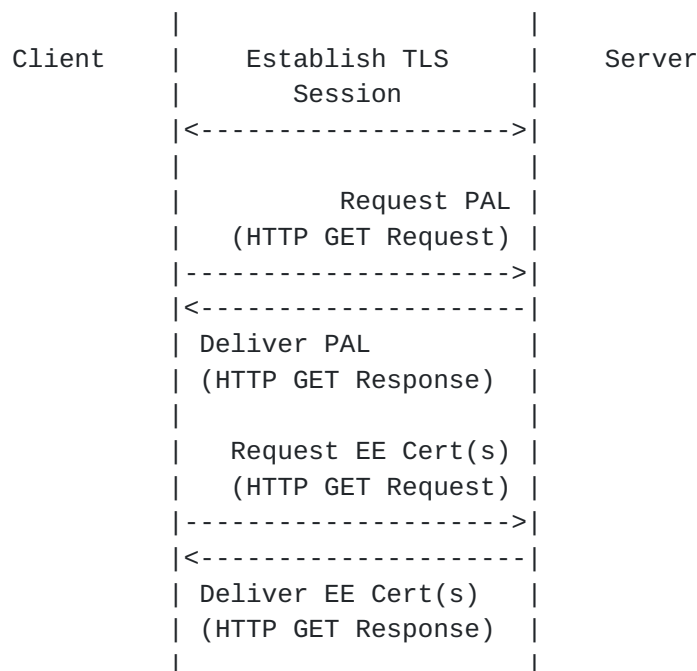 |                     |
Client    |    Establish TLS    |    Server
          |       Session       |
          |<------------------->|
          |                     |
          |         Request PAL |
          |  (HTTP GET Request) |
          |-------------------->|
          |<--------------------|
          | Deliver PAL         |
          | (HTTP GET Response) |
          |                     |
          |  Request EE Cert(s) |
          |  (HTTP GET Request) |
          |-------------------->|
          |<--------------------|
          | Deliver EE Cert(s)  |
          | (HTTP GET Response) |
          |                     |